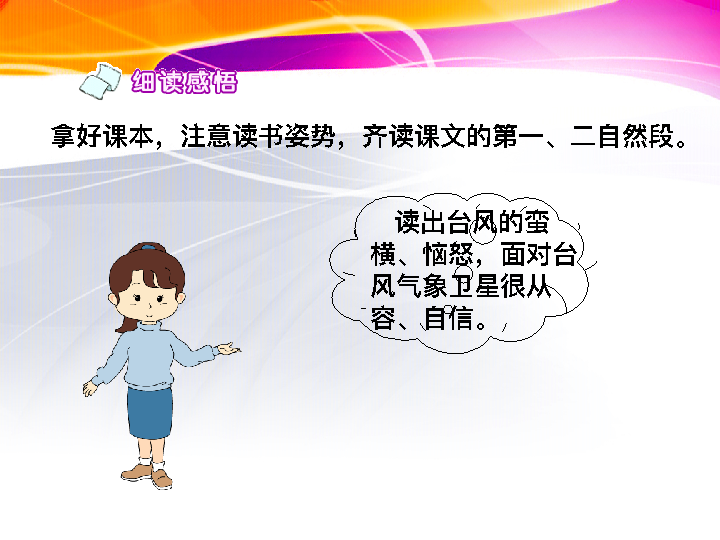 细读感悟
拿好课本，注意读书姿势，齐读课文的第一、二自然段。
读出台风的蛮
横、恼怒，面对台
风气象卫星很从
容、自信。